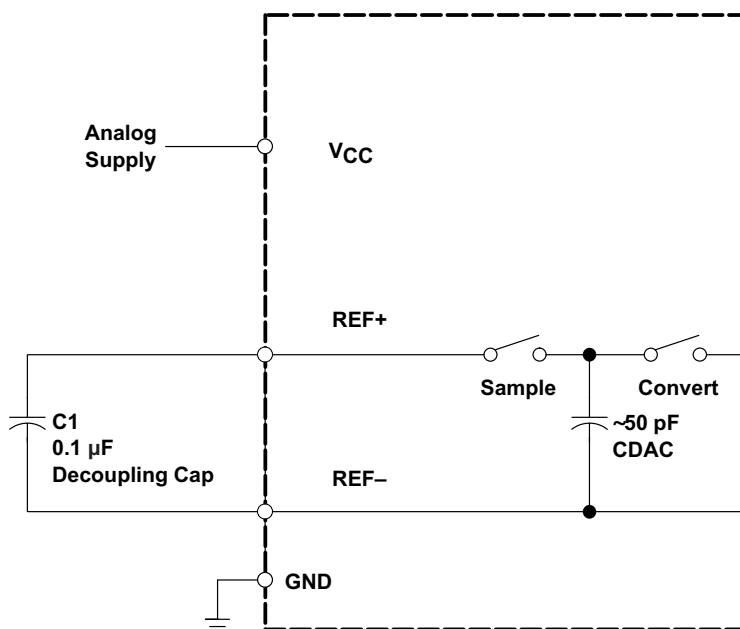 Analog
Supply
VCC
REF+
Sample
Convert
C1
0.1 µF
Decoupling Cap
~50 pF
CDAC
REF–
GND